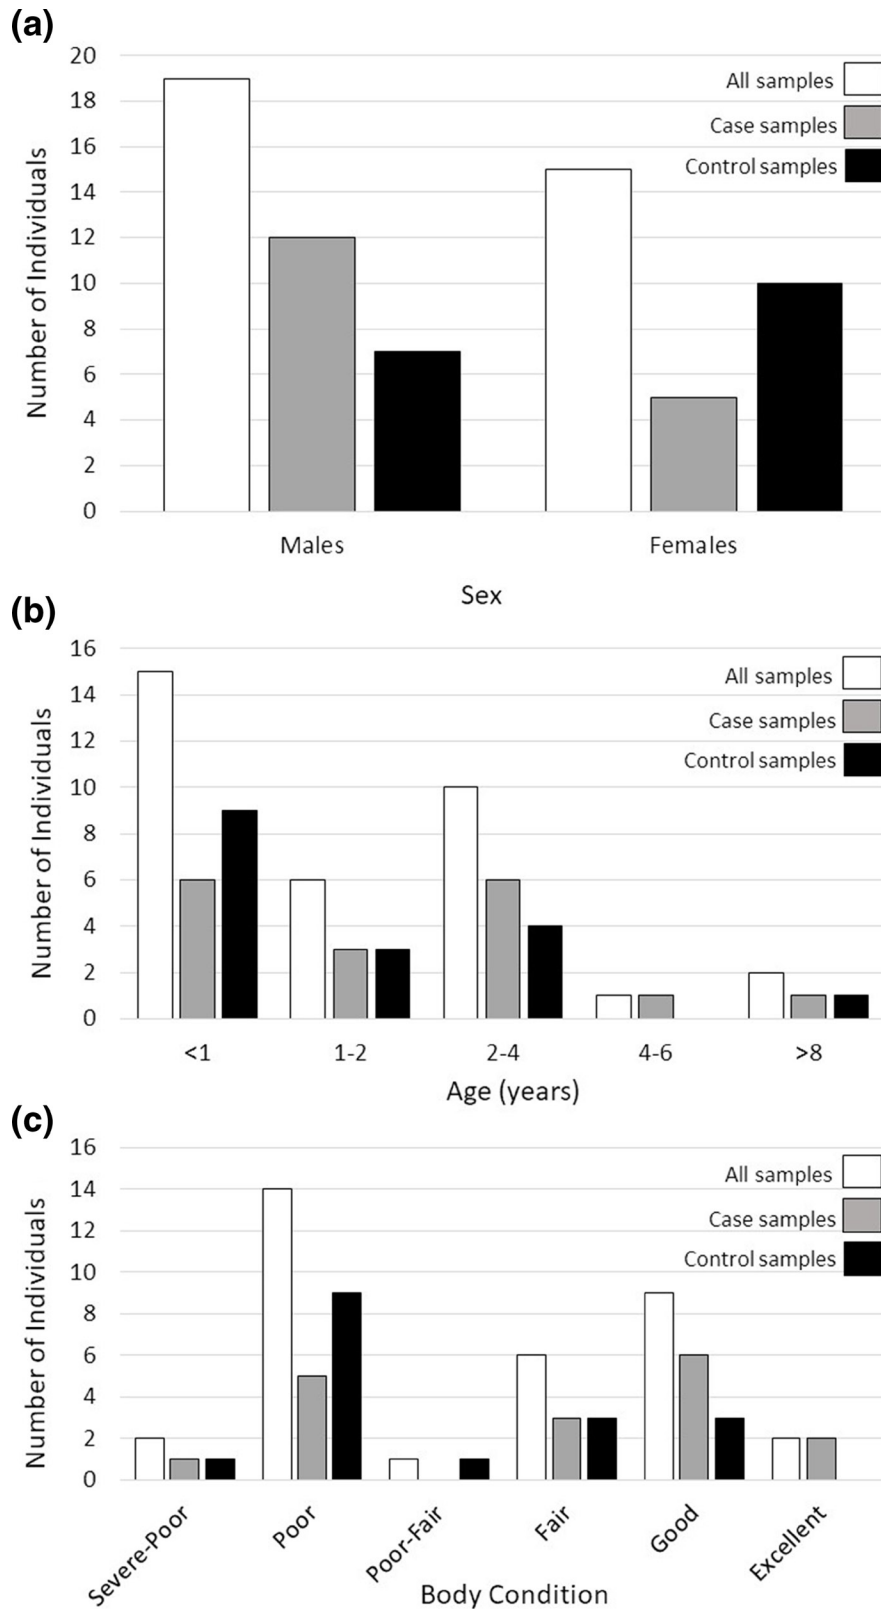 (a)
20
18
16
14
12
10
8
6
4
2
0
Number of Individuals
All samples
Case samples
Control samples
Males Females
Sex
(b)
16
14
12
10
8
6
4
2
0
Number of Individuals
All samples
Case samples
Control samples
<1 1-2 2-4 4-6 >8
Age (years)
(c)
16
14
12
10
8
6
4
2
0
Number of Individuals
All samples
Case samples
Control samples
Severe-Poor Poor Poor-Fair Fair Good Excellent
Body Condition